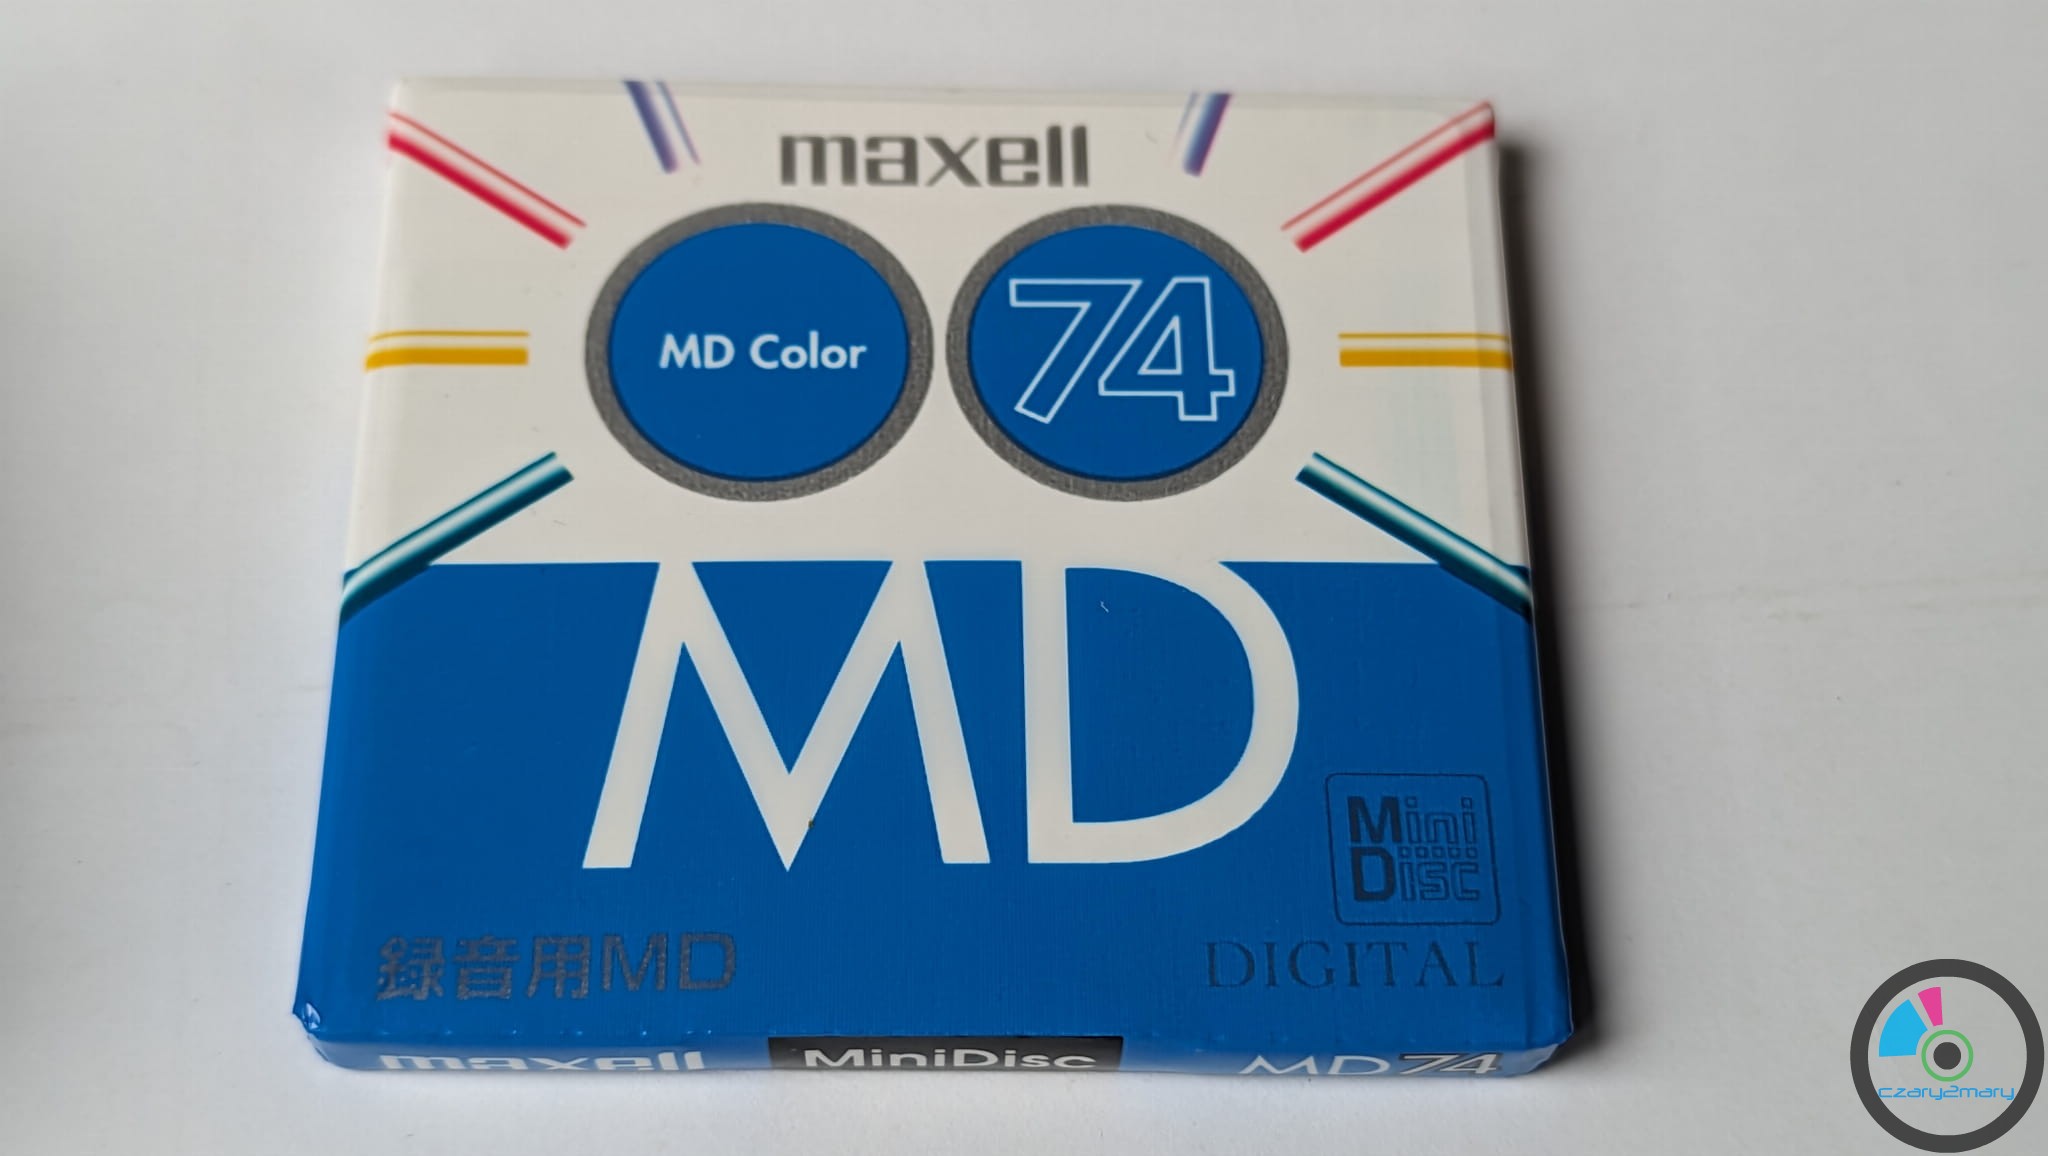 maxell
MD Color
74
MD
Mini
Disc
録音用MD
DIGITAL
maxell
MiniDisc
MD74
czary2mary